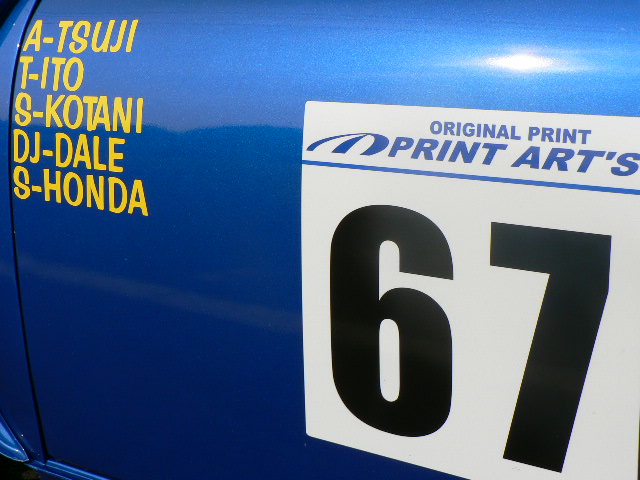 A-TSUJI
T-ITO
S-KOTANI
DJ-DALE
S-HONDA
ORIGINAL PRINT
PRINT ART'S
67